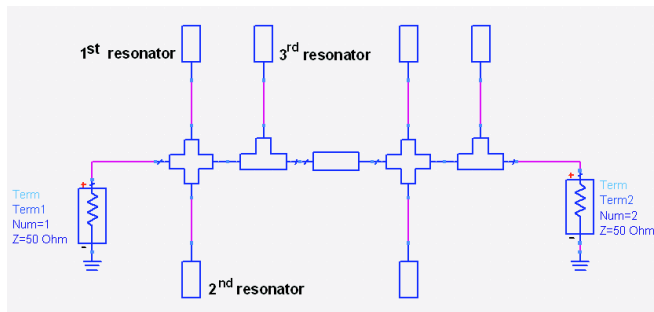 1st resonator
3rd resonator
+
Term
Term1
Num=1
Z=50 Ohm
-
+
Term
Term2
Num=2
Z=50 Ohm
-
2nd resonator